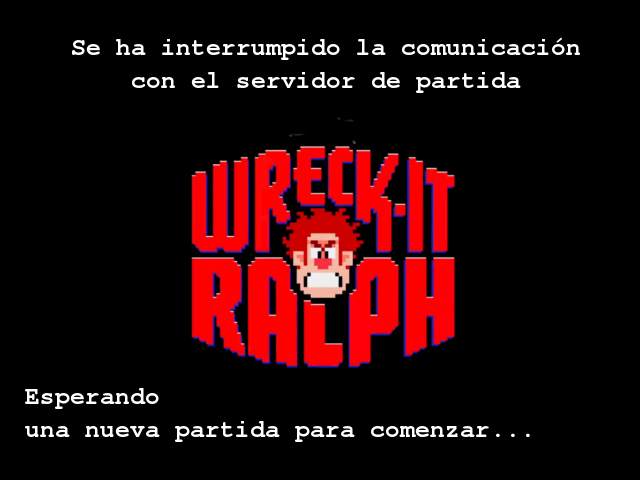 Se ha interrumpido la comunicación
con el servidor de partida
WRECK-IT
RALPH
Esperando
una nueva partida para comenzar...